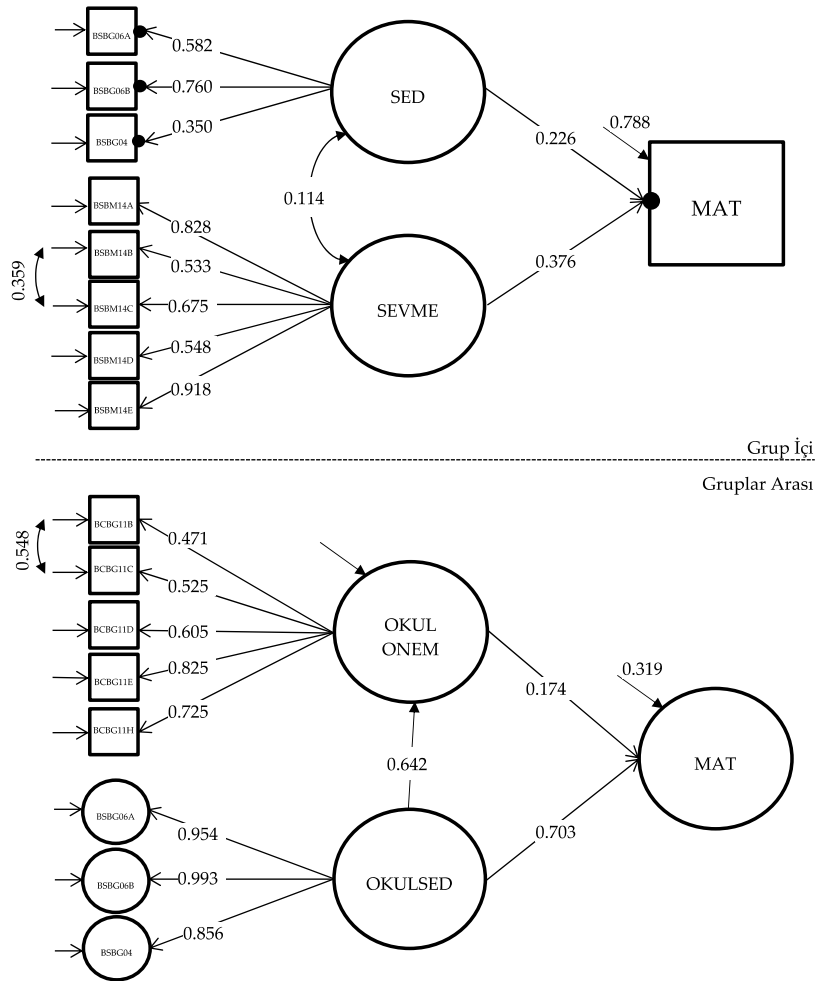 BSBG06A
0.582
BSBG06B
0.760
BSBG04
0.350
SED
0.226
0.788
MAT
0.114
BSBM14A
0.828
BSBM14B
0.533
0.359
BSBM14C
0.675
BSBM14D
0.548
BSBM14E
0.918
SEVME
0.376
Grup İçi
Gruplar Arası
BCBG11B
0.471
0.548
BCBG11C
0.525
BCBG11D
0.605
BCBG11E
0.825
BCBG11H
0.725
OKUL
ONEM
0.174
0.319
MAT
0.642
BSBG06A
0.954
BSBG06B
0.993
BSBG04
0.856
OKULSED
0.703